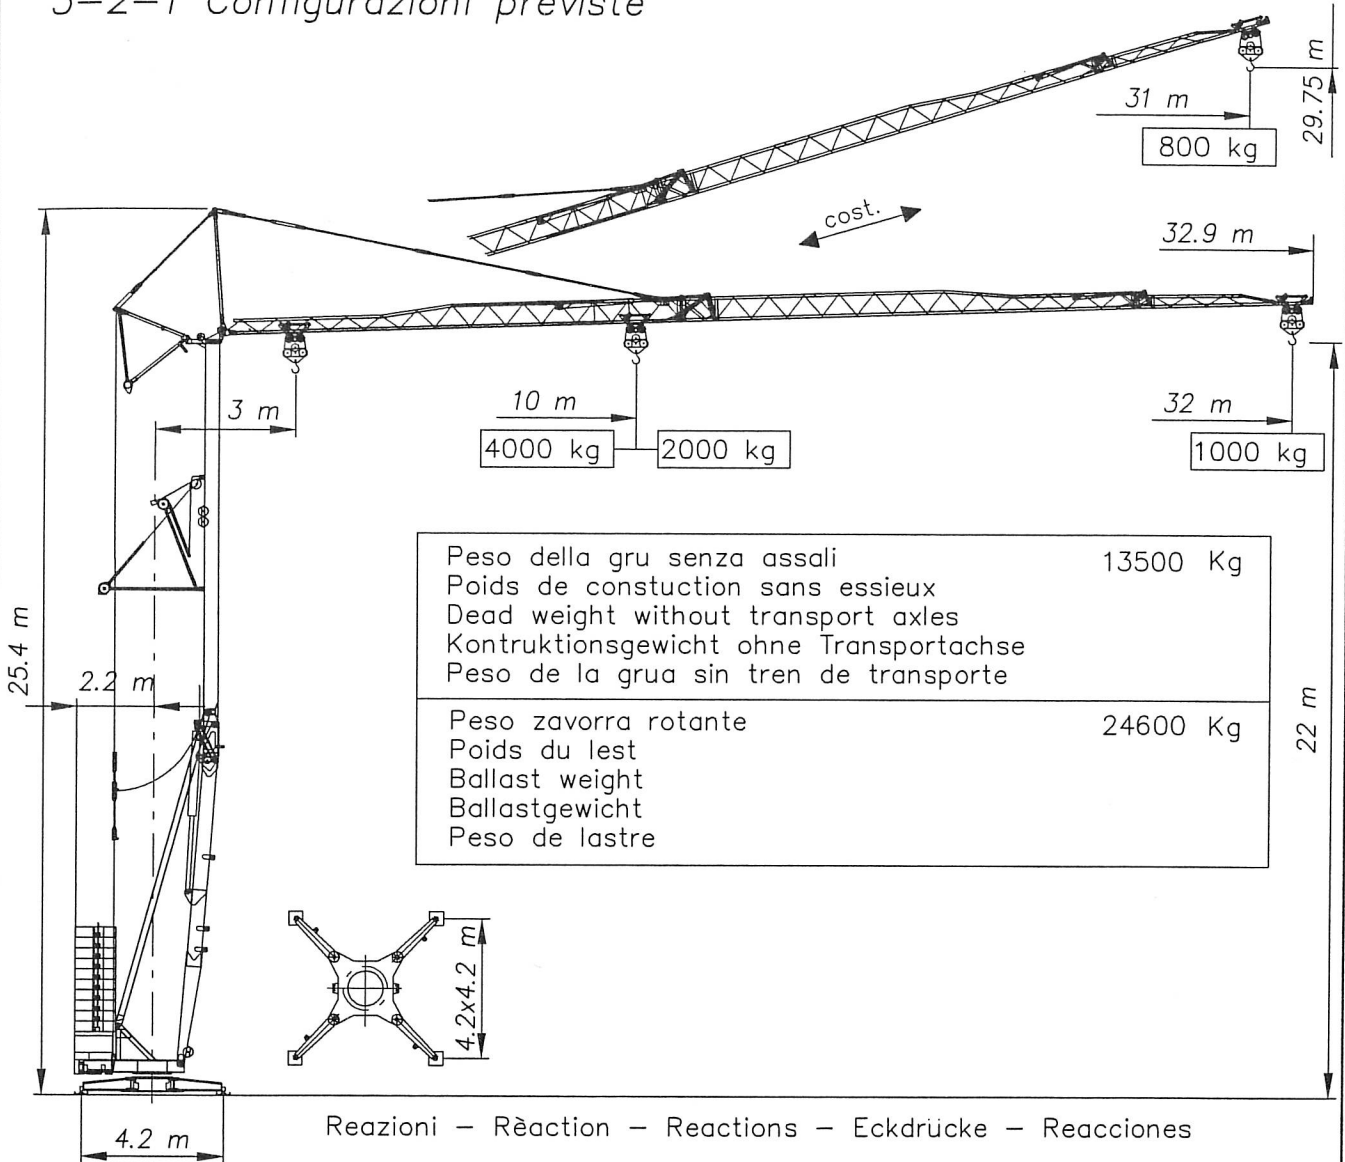 3-2-1 Configurazioni previste
31 m
800 kg
29.75 m
cost.
32.9 m
3 m
10 m
4000 kg
2000 kg
32 m
1000 kg
25.4 m
2.2 m
22 m
Peso della gru senza assali 13500 Kg
Poids de constuction sans essieux
Dead weight without transport axles
Kontruktionsgewicht ohne Transportachse
Peso de la grua sin tren de transporte
Peso zavorra rotante 24600 Kg
Poids du lest
Ballast weight
Ballastgewicht
Peso de lastre
4.2x4.2 m
4.2 m
Reazioni – Rèaction – Reactions – Eckdrücke – Reacciones